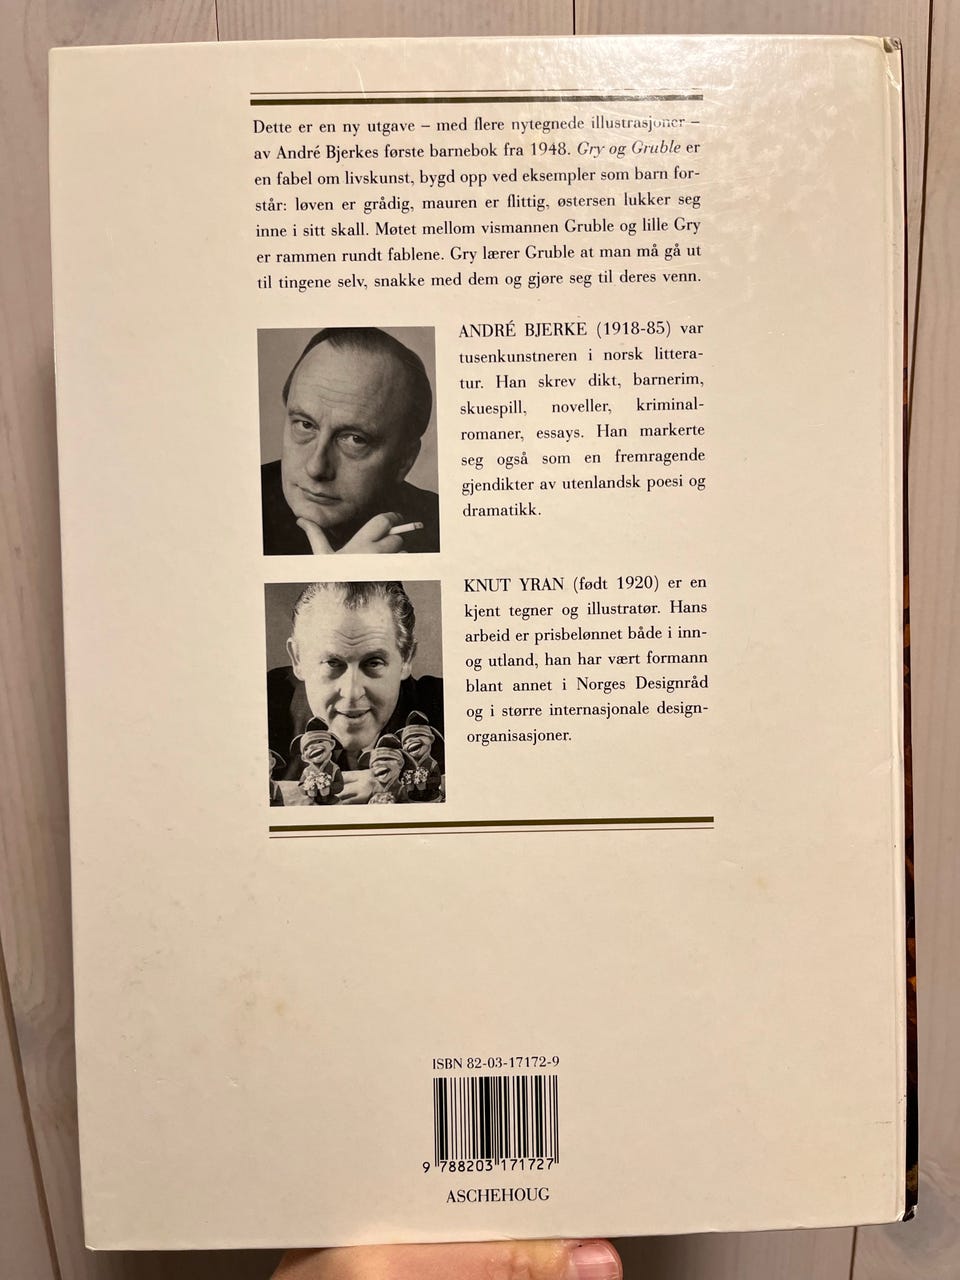 Dette er en ny utgave – med flere nytegnede illustrasjoner –
av André Bjerkes første barnebok fra 1948. Gry og Gruble er
en fabel om livskunst, bygd opp ved eksempler som barn for-
står: løven er grådig, mauren er flittig, østersen lukker seg
inne i sitt skall. Møtet mellom vismannen Gruble og lille Gry
er rammen rundt fablene. Gry lærer Gruble at man må gå ut
til tingene selv, snakke med dem og gjøre seg til deres venn.
ANDRÉ BJERKE (1918-85) var
tusenkunstneren i norsk littera-
tur. Han skrev dikt, barnerim,
skuespill, noveller, kriminal-
romaner, essays. Han markerte
seg også som en fremragende
gjendikter av utenlandsk poesi og
dramatikk.
KNUT YRAN (født 1920) er en
kjent tegner og illustratør. Hans
arbeid er prisbelønnet både i inn-
og utland, han har vært formann
blant annet i Norges Designråd
og i større internasjonale design-
organisasjoner.
ISBN 82-03-17172-9
9 788203 171727
ASCHEHOUG